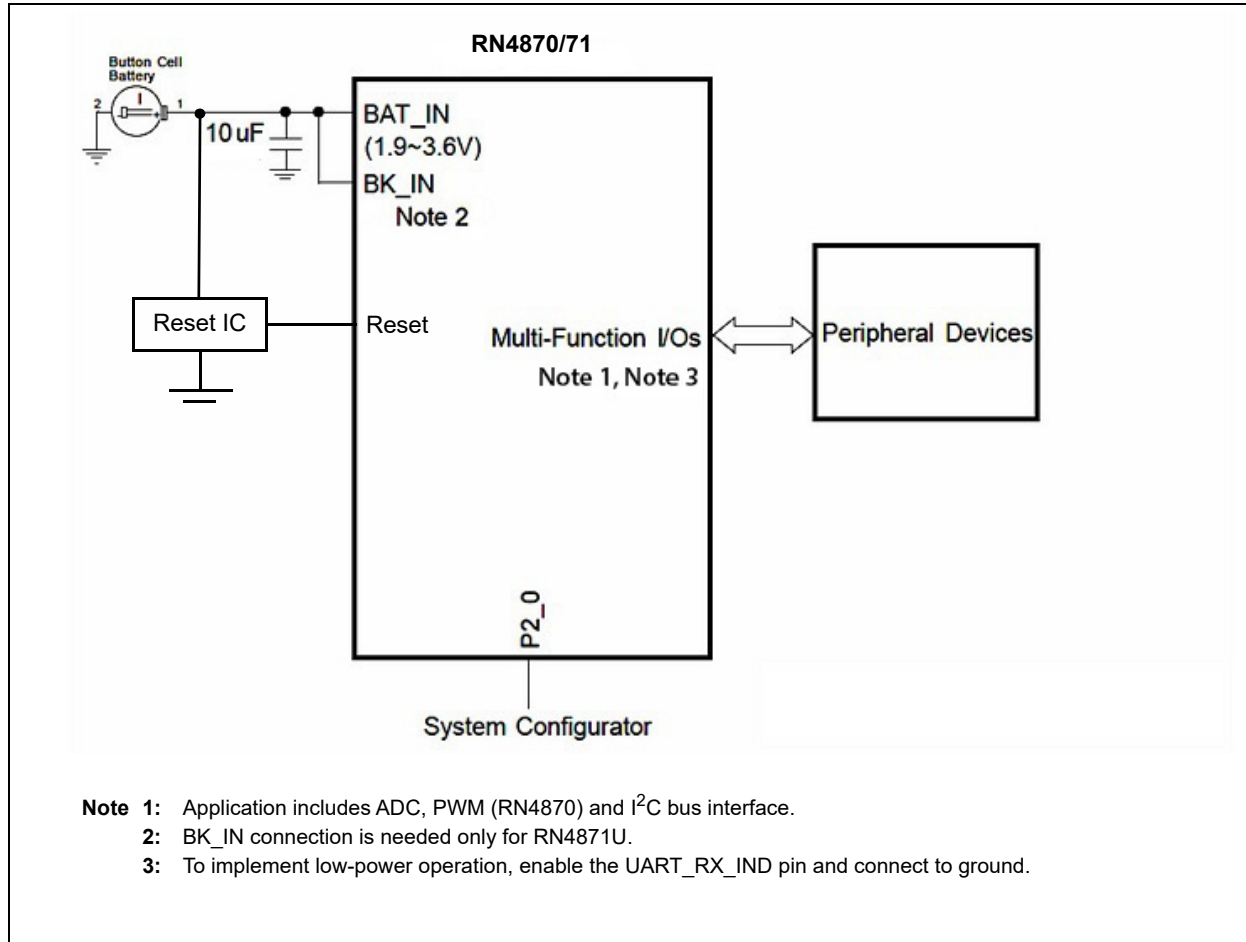 RN4870/71
Button Cell
Battery
2
1
10 uF
BAT_IN
(1.9~3.6V)
BK_IN
Note 2
Reset IC
Reset
Multi-Function I/Os
Note 1, Note 3
Peripheral Devices
P2_0
System Configurator
Note 1: Application includes ADC, PWM (RN4870) and I²C bus interface.
2: BK_IN connection is needed only for RN4871U.
3: To implement low-power operation, enable the UART_RX_IND pin and connect to ground.